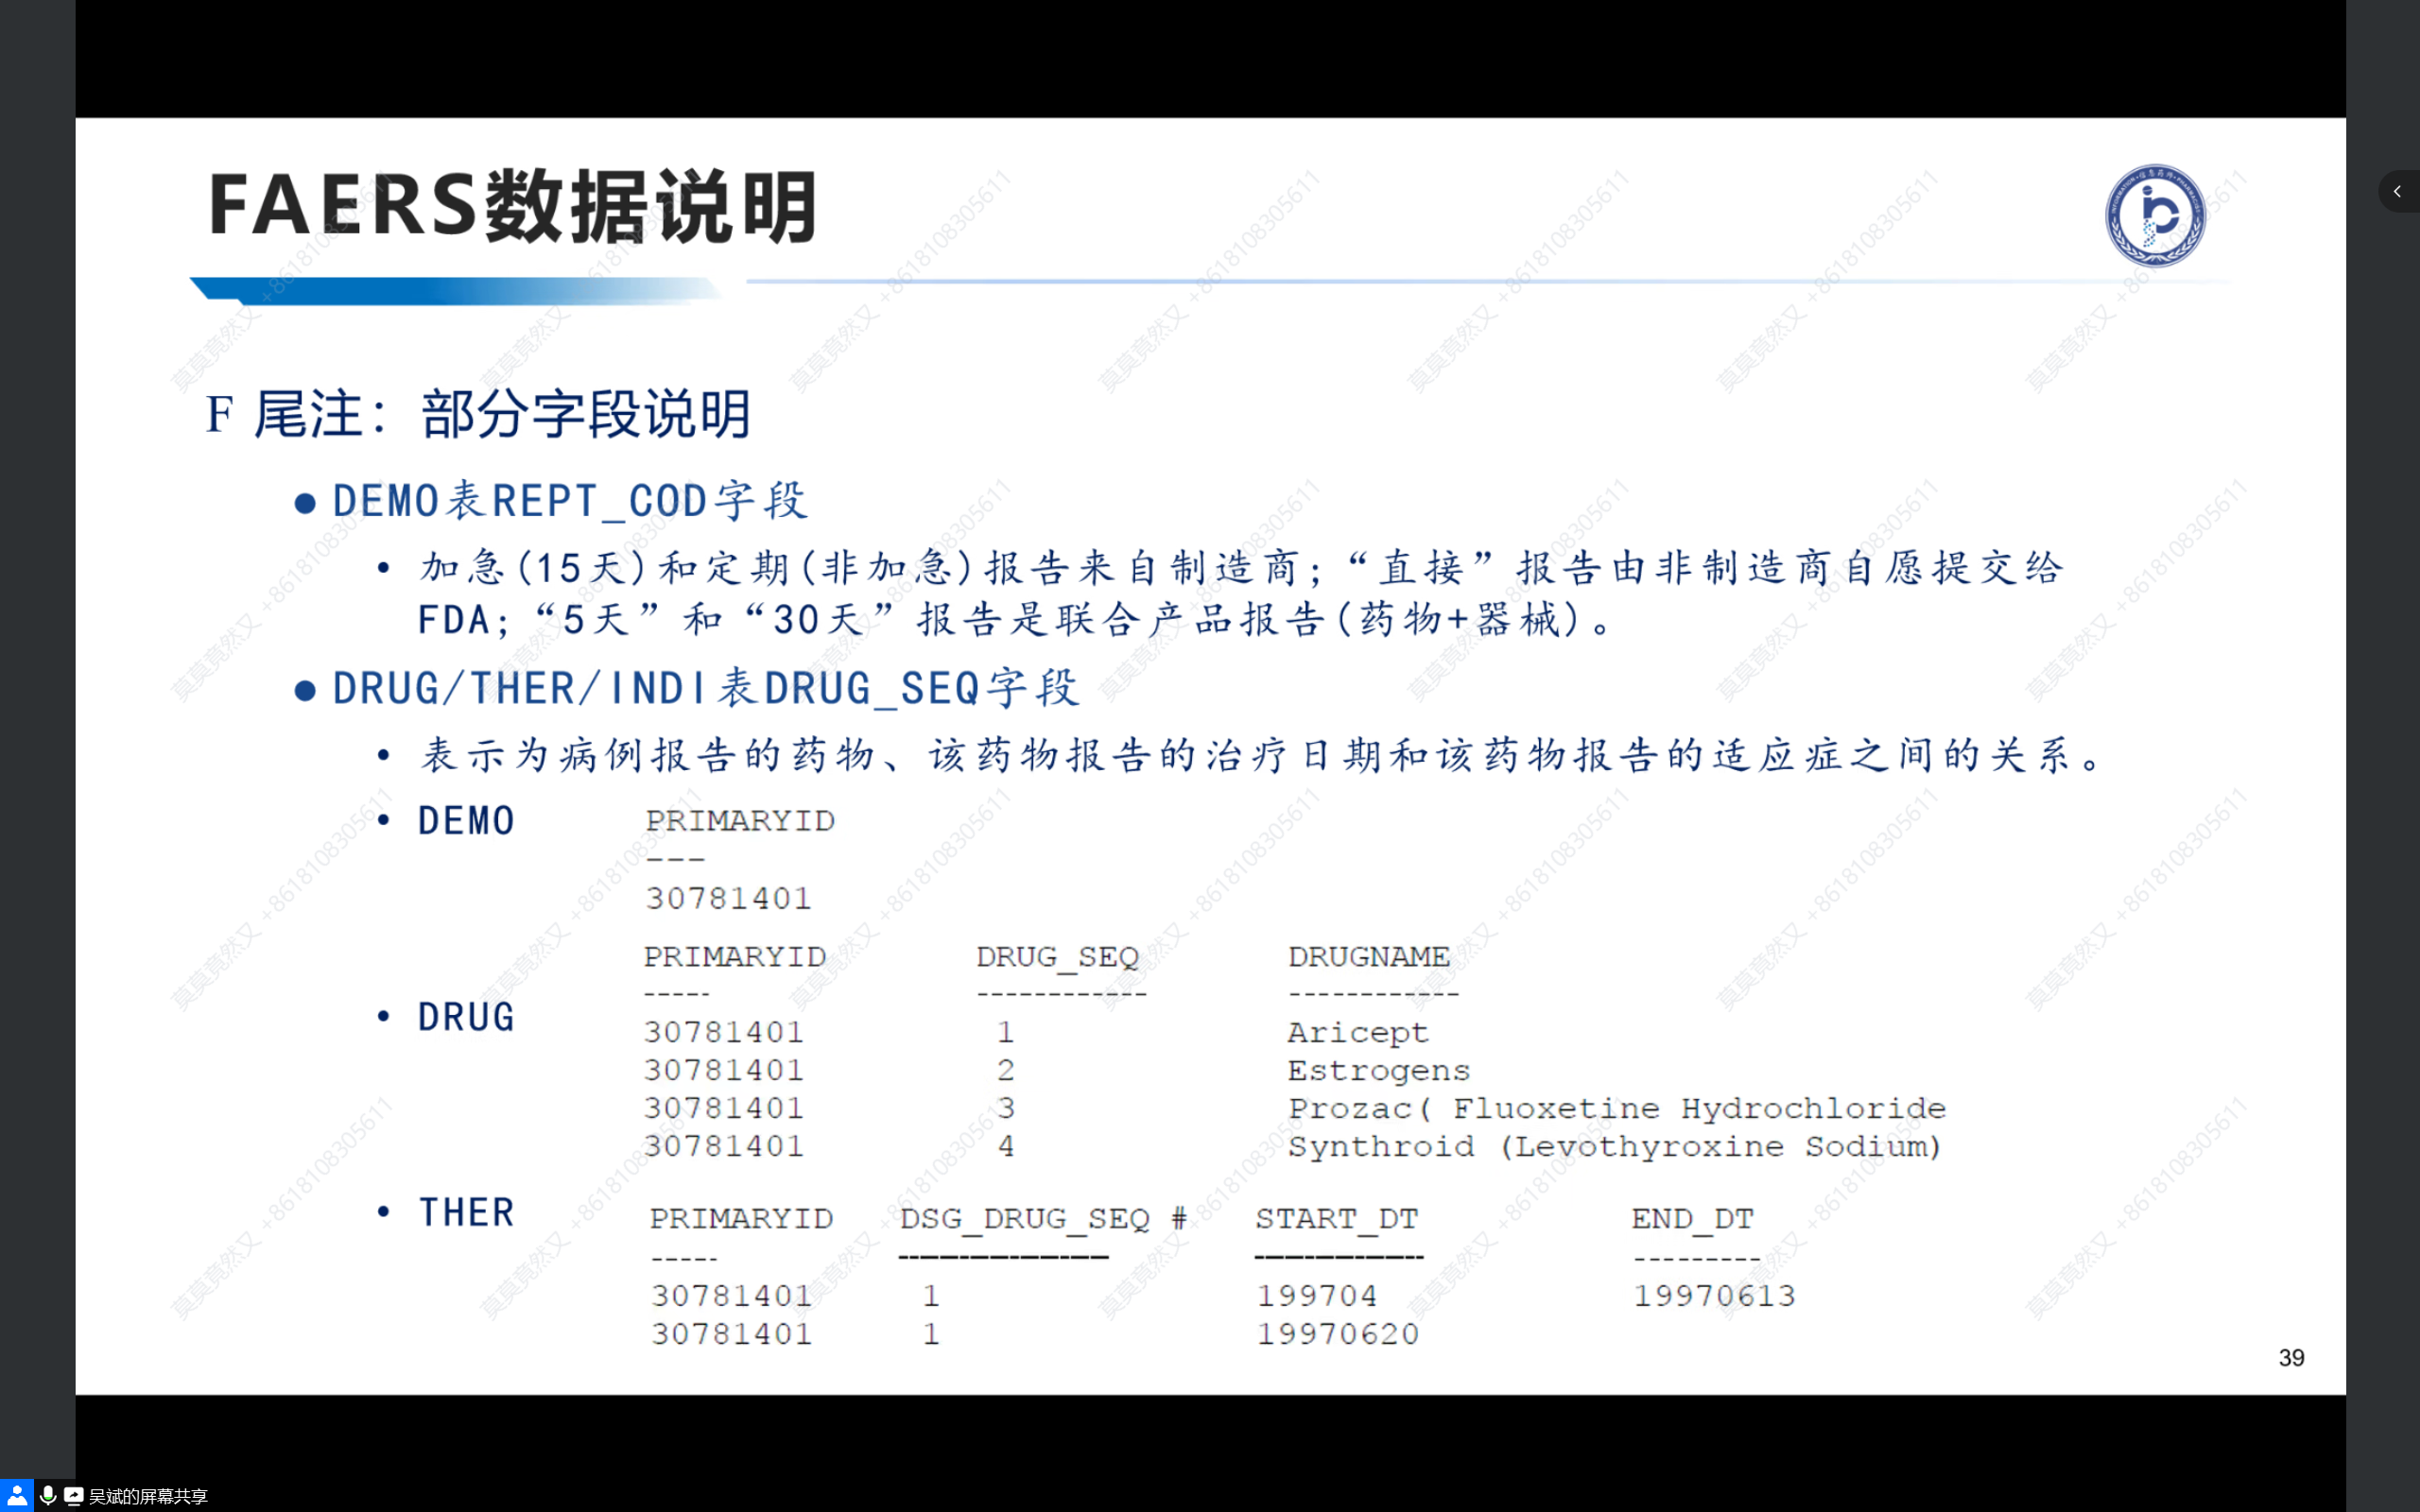 FAERS数据说明
F 尾注：部分字段说明
● DEMO表REPT_COD字段
• 加急(15天)和定期(非加急)报告来自制造商；“直接”报告由非制造商自愿提交给
FDA；“5天”和“30天”报告是联合产品报告(药物+器械)。
● DRUG/THER/INDI表DRUG_SEQ字段
• 表示为病例报告的药物、该药物报告的治疗日期和该药物报告的适应症之间的关系。
• DEMO PRIMARYID
---
30781401
PRIMARYID DRUG_SEQ DRUGNAME
----- ------------ ------------
• DRUG
30781401 1 Aricept
30781401 2 Estrogens
30781401 3 Prozac( Fluoxetine Hydrochloride
30781401 4 Synthroid (Levothyroxine Sodium)
• THER PRIMARYID DSG_DRUG_SEQ # START_DT END_DT
----- --------------- ------------ ---------
30781401 1 199704 19970613
30781401 1 19970620
39
莫莫竟然又 +8618108305611
吴斌的屏幕共享